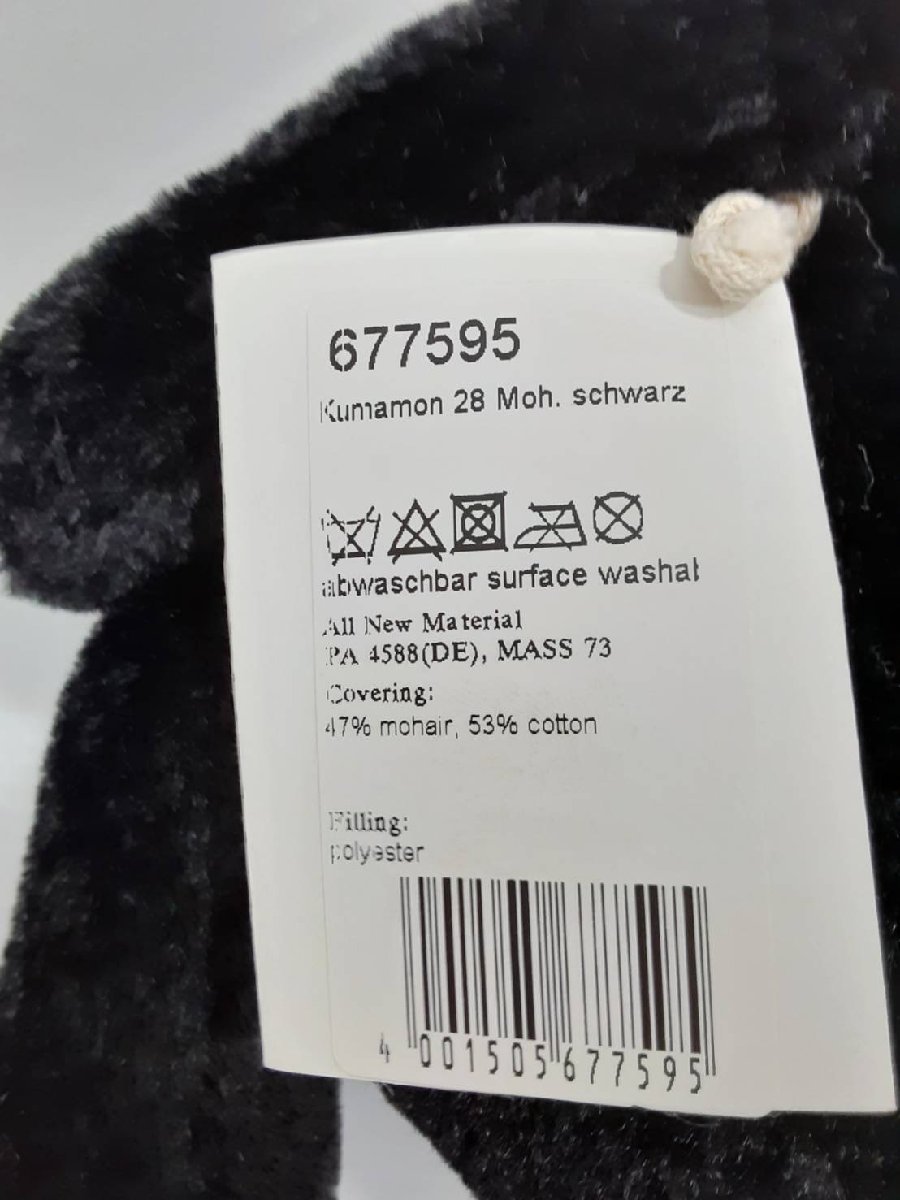 677595
Kumamon 28 Moh. schwarz
abwaschbar surface washab
All New Material
PA 4588(DE), MASS 73
Covering:
47% mohair, 53% cotton
Filling:
polyester
4 001505 677595